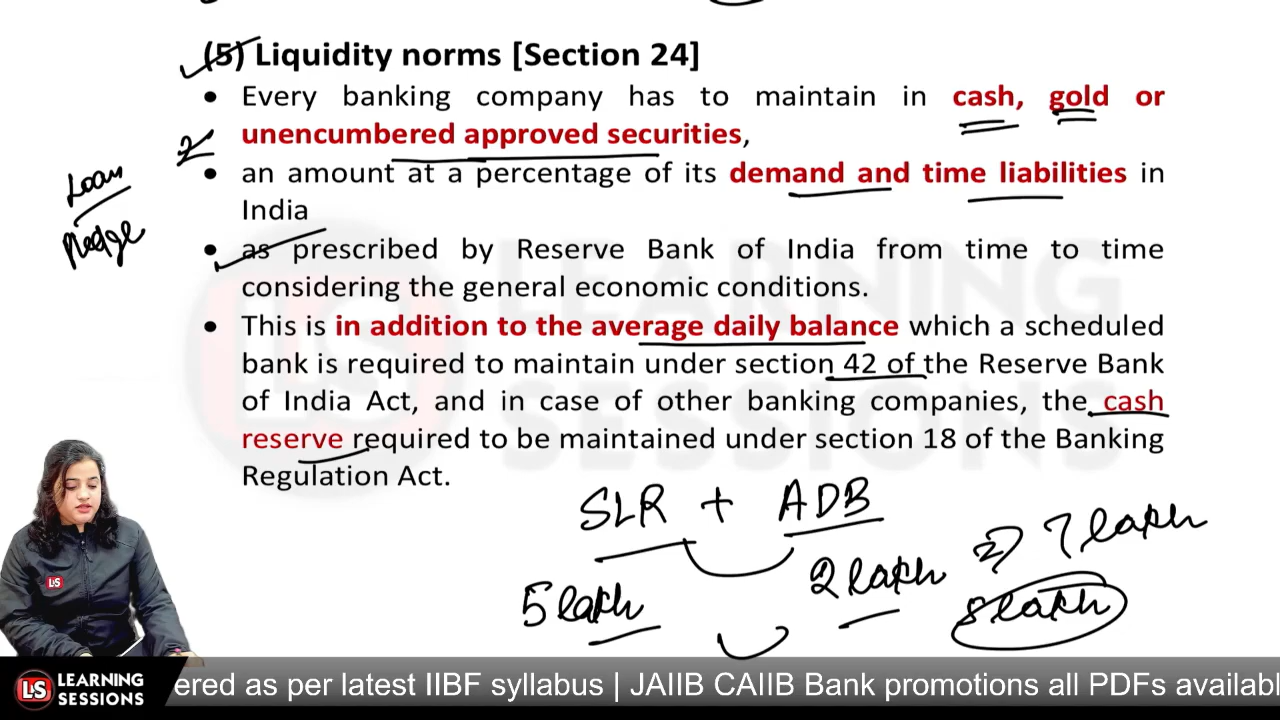 (5) Liquidity norms [Section 24]
• Every banking company has to maintain in cash, gold or
unencumbered approved securities,
• an amount at a percentage of its demand and time liabilities in
India
• as prescribed by Reserve Bank of India from time to time
considering the general economic conditions.
• This is in addition to the average daily balance which a scheduled
bank is required to maintain under section 42 of the Reserve Bank
of India Act, and in case of other banking companies, the cash
reserve required to be maintained under section 18 of the Banking
Regulation Act.
Loan
Pledge
SLR + ADB
7 lakh
5 lakh
2 lakh
8 lakh
LEARNING
SESSIONS
LS
LS LEARNING
SESSIONS
ered as per latest IIBF syllabus | JAIIB CAIIB Bank promotions all PDFs availabl